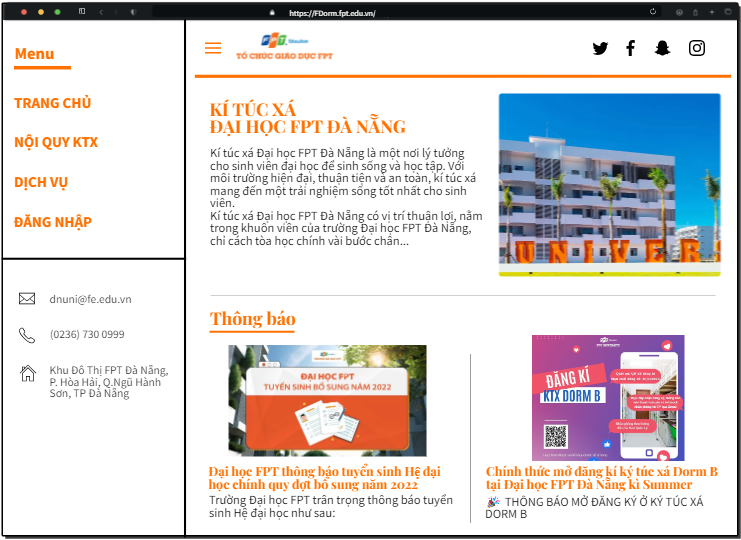 https://FDorm.fpt.edu.vn/
Menu
TRANG CHỦ
NỘI QUY KTX
DỊCH VỤ
ĐĂNG NHẬP
dnuni@fe.edu.vn
(0236) 730 0999
Khu Đô Thị FPT Đà Nẵng,
P. Hòa Hải, Q.Ngũ Hành
Sơn, TP Đà Nẵng
FPT Education
TỔ CHỨC GIÁO DỤC FPT
KÍ TÚC XÁ
ĐẠI HỌC FPT ĐÀ NẴNG
Kí túc xá Đại học FPT Đà Nẵng là một nơi lý tưởng
cho sinh viên đại học để sinh sống và học tập. Với
môi trường hiện đại, thuận tiện và an toàn, kí túc xá
mang đến một trải nghiệm sống tốt nhất cho sinh
viên.
Kí túc xá Đại học FPT Đà Nẵng có vị trí thuận lợi, nằm
trong khuôn viên của trường Đại học FPT Đà Nẵng,
chỉ cách tòa học chính vài bước chân...
UNIVERS
Thông báo
ĐẠI HỌC FPT
TUYỂN SINH BỔ SUNG NĂM 2022
Đại học FPT thông báo tuyển sinh Hệ đại
học chính quy đợt bổ sung năm 2022
Trường Đại học FPT trân trọng thông báo tuyển
sinh Hệ đại học như sau:
ĐĂNG KÍ
KTX DORM B
Chính thức mở đăng kí ký túc xá Dorm B
tại Đại học FPT Đà Nẵng kì Summer
🎉 THÔNG BÁO MỞ ĐĂNG KÝ Ở KÝ TÚC XÁ
DORM B